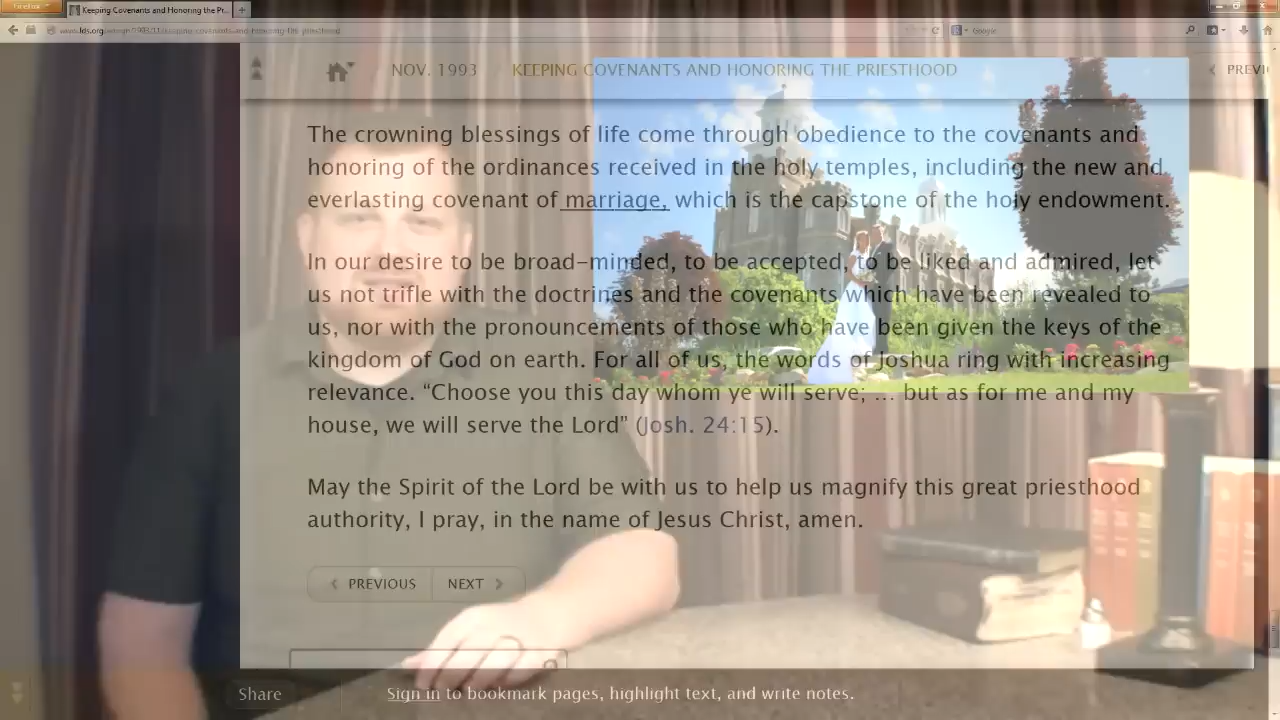 Firefox
Keeping Covenants and Honoring the Pr...
Google
NOV. 1993 KEEPING COVENANTS AND HONORING THE PRIESTHOOD
PREVI
The crowning blessings of life come through obedience to the covenants and
honoring of the ordinances received in the holy temples, including the new and
everlasting covenant of marriage, which is the capstone of the holy endowment.
In our desire to be broad-minded, to be accepted, to be liked and admired, let
us not trifle with the doctrines and the covenants which have been revealed to
us, nor with the pronouncements of those who have been given the keys of the
kingdom of God on earth. For all of us, the words of Joshua ring with increasing
relevance. “Choose you this day whom ye will serve; … but as for me and my
house, we will serve the Lord” (Josh. 24:15).
May the Spirit of the Lord be with us to help us magnify this great priesthood
authority, I pray, in the name of Jesus Christ, amen.
PREVIOUS NEXT
Share Sign in to bookmark pages, highlight text, and write notes.